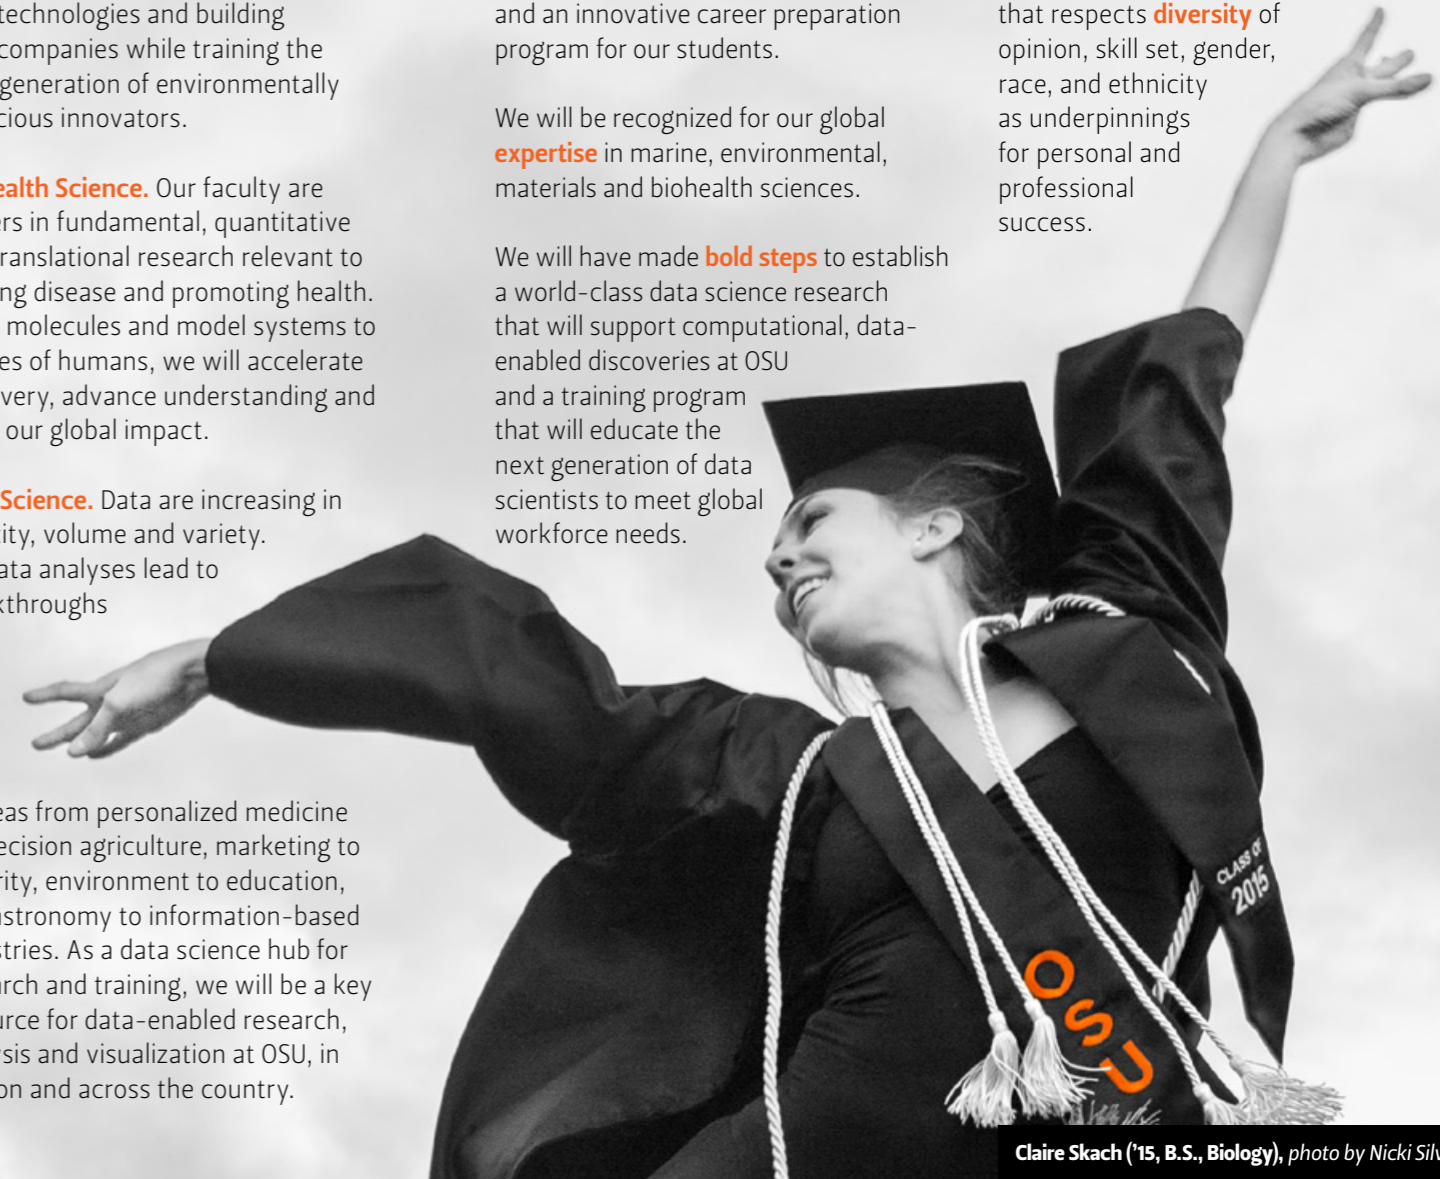 technologies and building
companies while training the
generation of environmentally
cious innovators.
ealth Science. Our faculty are
ers in fundamental, quantitative
ranslational research relevant to
ng disease and promoting health.
molecules and model systems to
es of humans, we will accelerate
very, advance understanding and
our global impact.
Science. Data are increasing in
ity, volume and variety.
ata analyses lead to
kthroughs
eas from personalized medicine
ecision agriculture, marketing to
rity, environment to education,
astronomy to information-based
stries. As a data science hub for
arch and training, we will be a key
urce for data-enabled research,
ysis and visualization at OSU, in
on and across the country.
and an innovative career preparation
program for our students.
We will be recognized for our global
expertise in marine, environmental,
materials and biohealth sciences.
We will have made bold steps to establish
a world-class data science research
that will support computational, data-
enabled discoveries at OSU
and a training program
that will educate the
next generation of data
scientists to meet global
workforce needs.
that respects diversity of
opinion, skill set, gender,
race, and ethnicity
as underpinnings
for personal and
professional
success.
CLASS OF
2015
OSU
Claire Skach ('15, B.S., Biology), photo by Nicki Silv